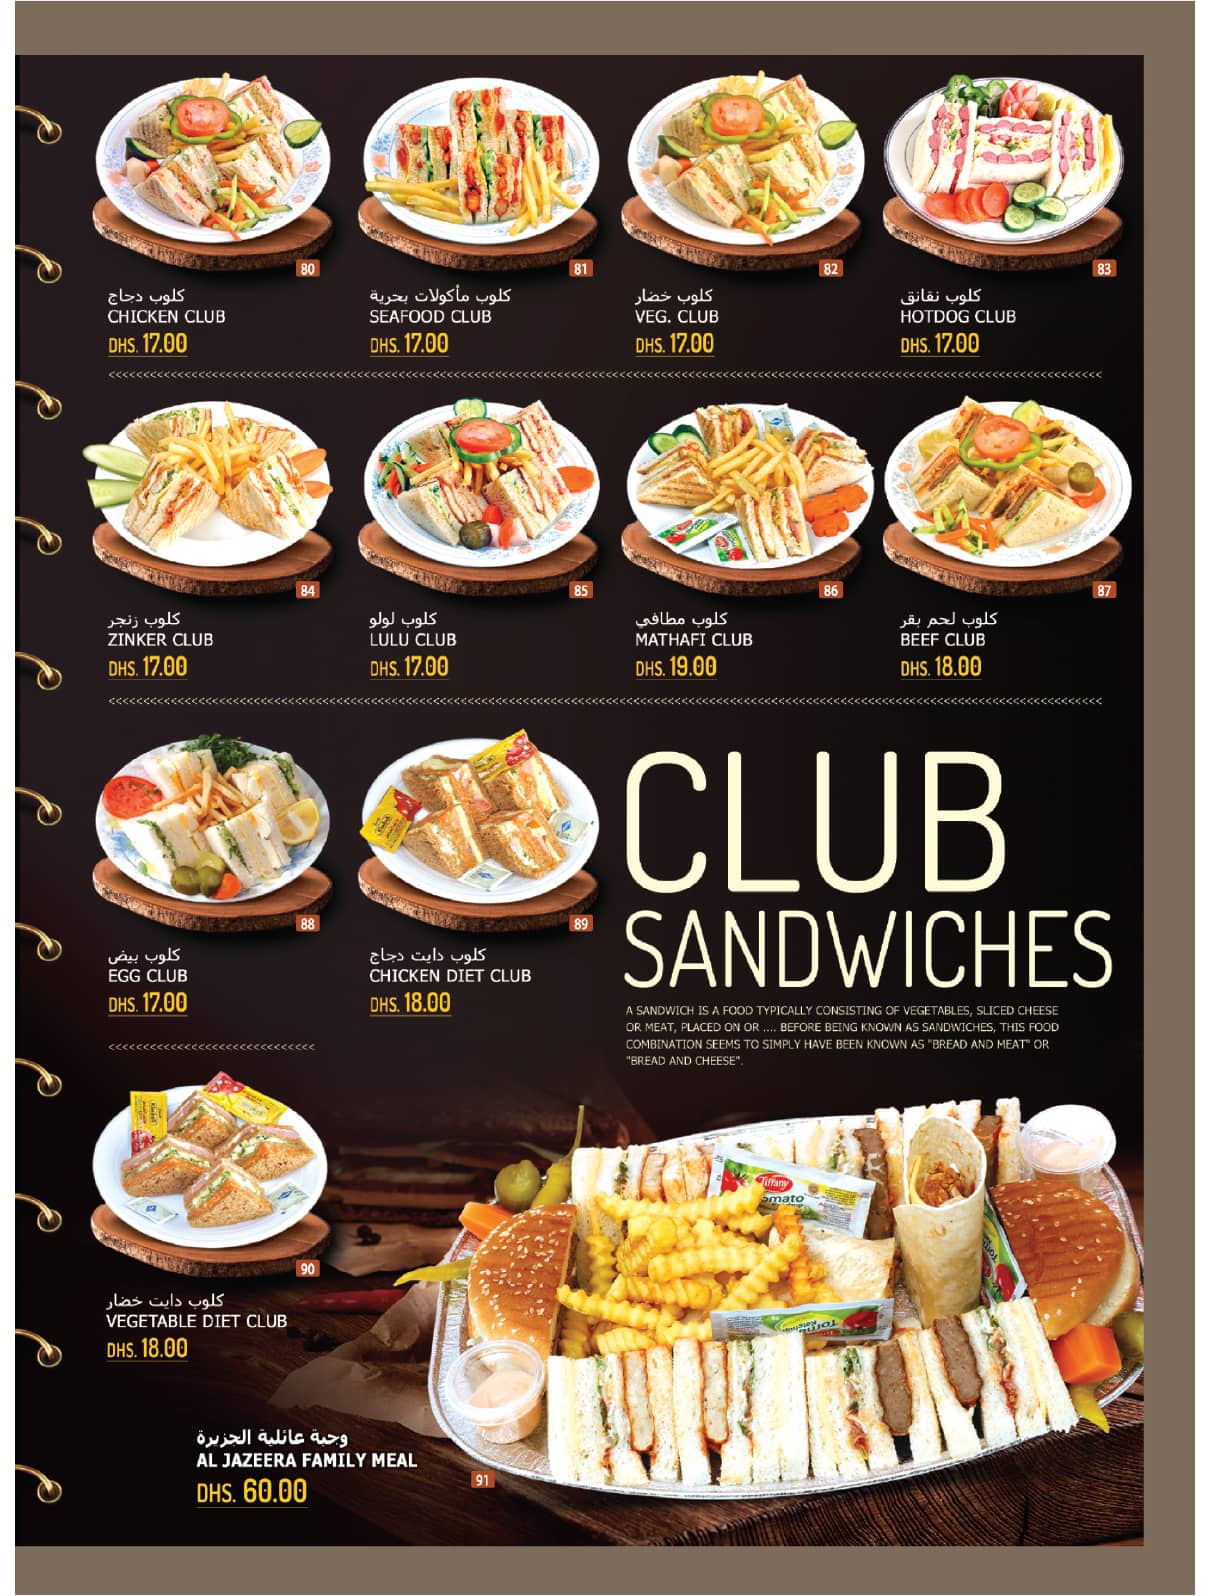 80
كلوب دجاج
CHICKEN CLUB
DHS. 17.00
81
كلوب مأكولات بحرية
SEAFOOD CLUB
DHS. 17.00
82
كلوب خضار
VEG. CLUB
DHS. 17.00
83
كلوب نقانق
HOTDOG CLUB
DHS. 17.00
84
كلوب زنجر
ZINKER CLUB
DHS. 17.00
85
كلوب لولو
LULU CLUB
DHS. 17.00
86
كلوب مطافي
MATHAFI CLUB
DHS. 19.00
87
كلوب لحم بقر
BEEF CLUB
DHS. 18.00
88
كلوب بيض
EGG CLUB
DHS. 17.00
89
كلوب دايت دجاج
CHICKEN DIET CLUB
DHS. 18.00
CLUB
SANDWICHES
A SANDWICH IS A FOOD TYPICALLY CONSISTING OF VEGETABLES, SLICED CHEESE
OR MEAT, PLACED ON OR .... BEFORE BEING KNOWN AS SANDWICHES, THIS FOOD
COMBINATION SEEMS TO SIMPLY HAVE BEEN KNOWN AS "BREAD AND MEAT" OR
"BREAD AND CHEESE".
90
كلوب دايت خضار
VEGETABLE DIET CLUB
DHS. 18.00
Tiffany
وجبة عائلية الجزيرة
AL JAZEERA FAMILY MEAL
DHS. 60.00
91